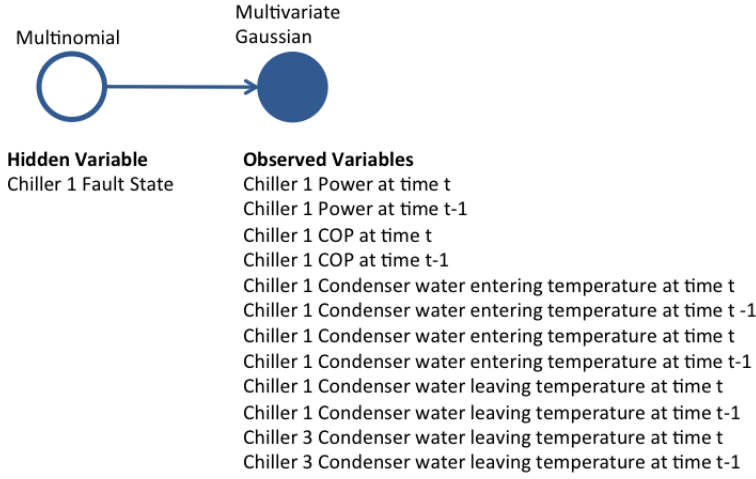 Multinomial
Multivariate
Gaussian
Hidden Variable
Chiller 1 Fault State
Observed Variables
Chiller 1 Power at time t
Chiller 1 Power at time t-1
Chiller 1 COP at time t
Chiller 1 COP at time t-1
Chiller 1 Condenser water entering temperature at time t
Chiller 1 Condenser water entering temperature at time t -1
Chiller 1 Condenser water entering temperature at time t
Chiller 1 Condenser water entering temperature at time t-1
Chiller 1 Condenser water leaving temperature at time t
Chiller 1 Condenser water leaving temperature at time t-1
Chiller 3 Condenser water leaving temperature at time t
Chiller 3 Condenser water leaving temperature at time t-1